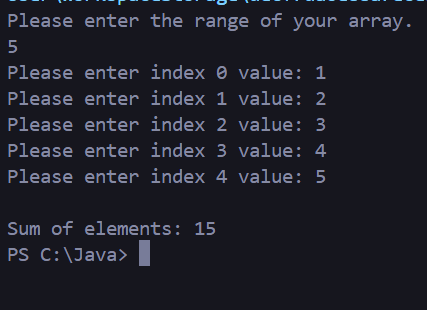 Please enter the range of your array.
5
Please enter index 0 value: 1
Please enter index 1 value: 2
Please enter index 2 value: 3
Please enter index 3 value: 4
Please enter index 4 value: 5
Sum of elements: 15
PS C:\Java>